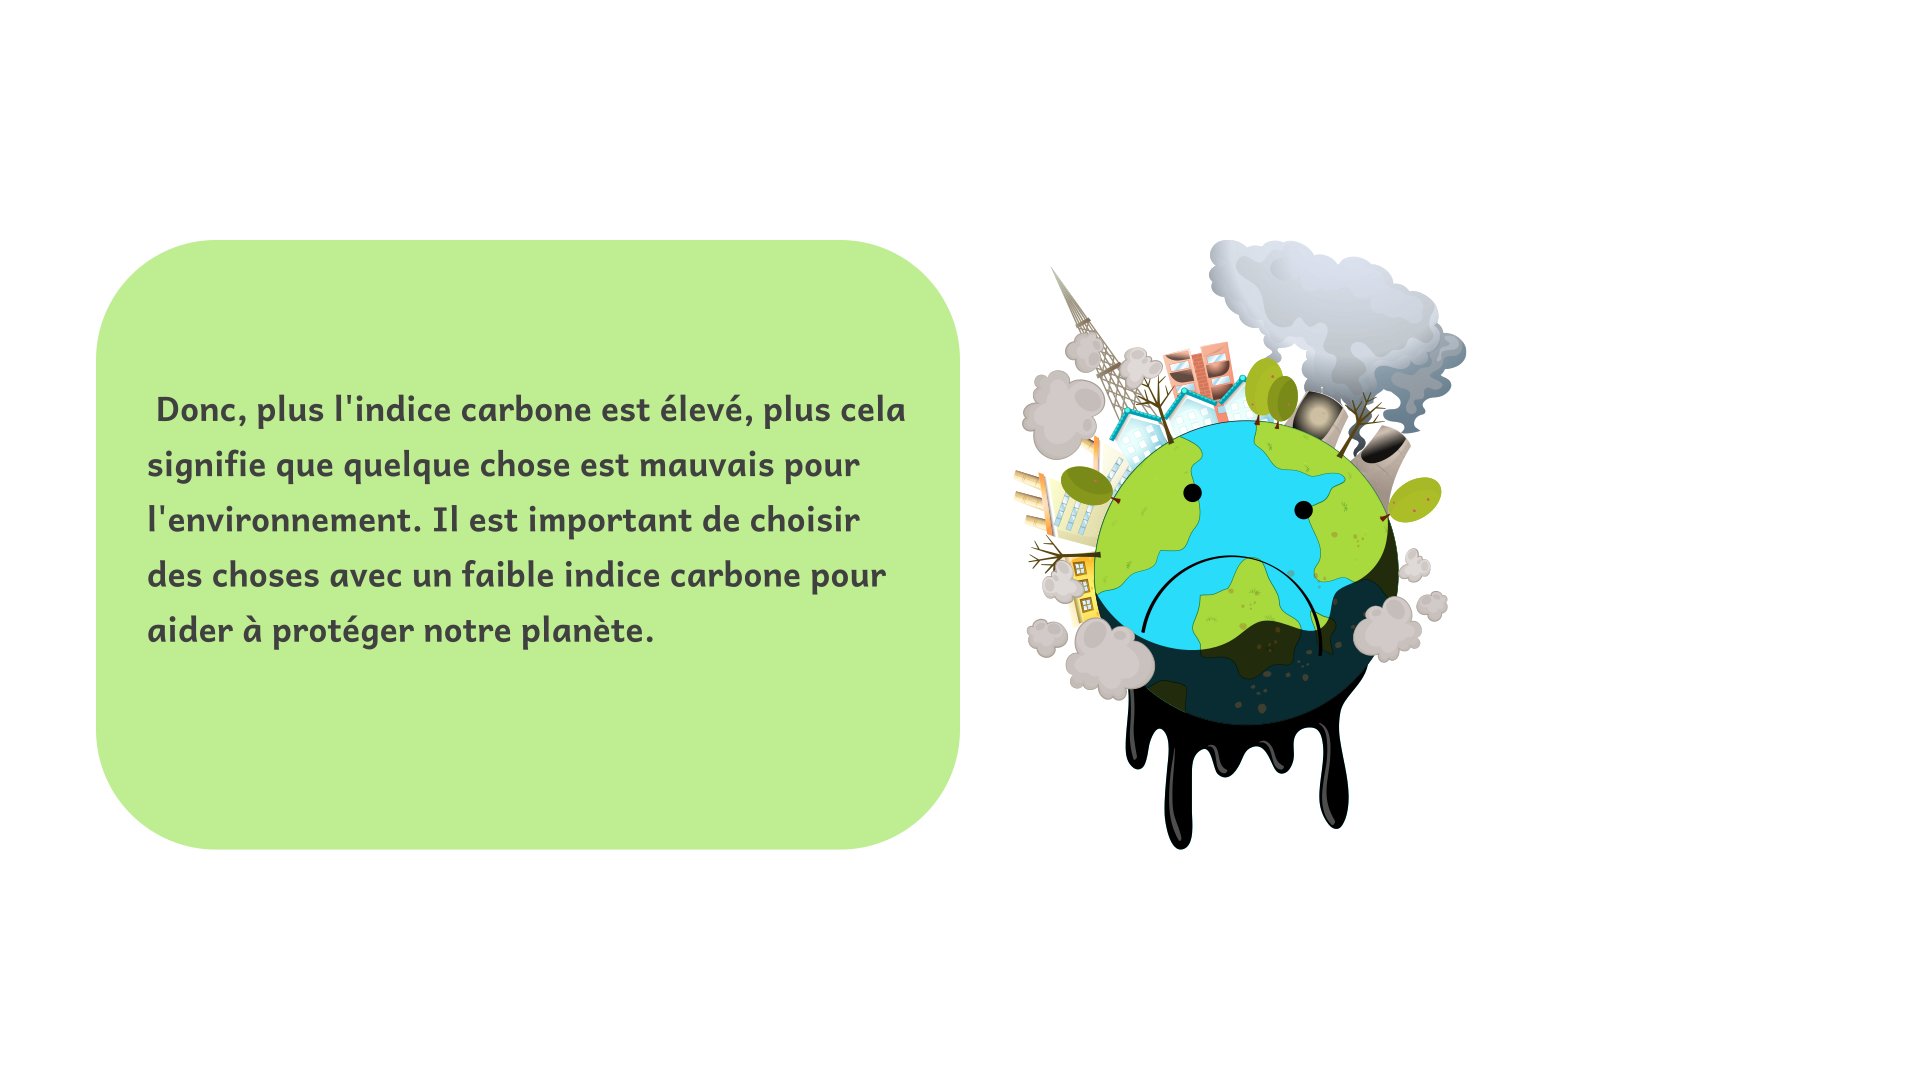 Donc, plus l'indice carbone est élevé, plus cela
signifie que quelque chose est mauvais pour
l'environnement. Il est important de choisir
des choses avec un faible indice carbone pour
aider à protéger notre planète.